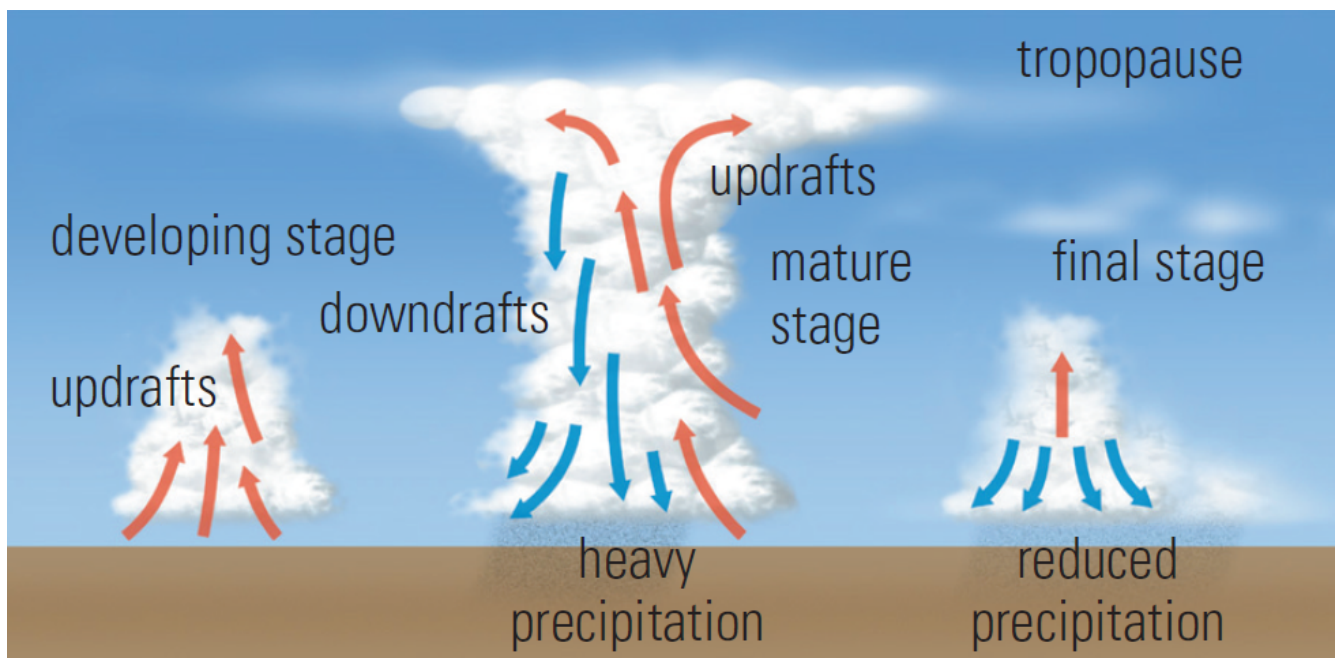 tropopause
developing stage
updrafts
downdrafts
updrafts
mature
stage
final stage
heavy
precipitation
reduced
precipitation